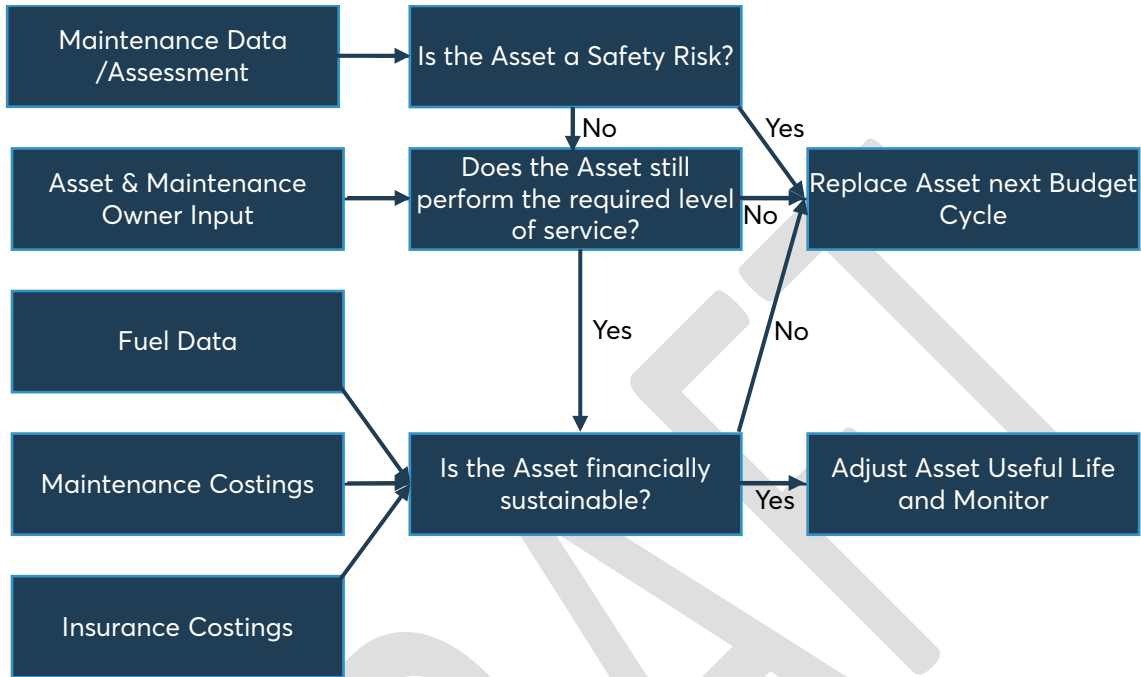 Maintenance Data
/Assessment
Is the Asset a Safety Risk?
No
Yes
Asset & Maintenance
Owner Input
Does the Asset still
perform the required level
of service?
No
Replace Asset next Budget
Cycle
Fuel Data
Yes
No
Maintenance Costings
Is the Asset financially
sustainable?
Yes
Adjust Asset Useful Life
and Monitor
Insurance Costings